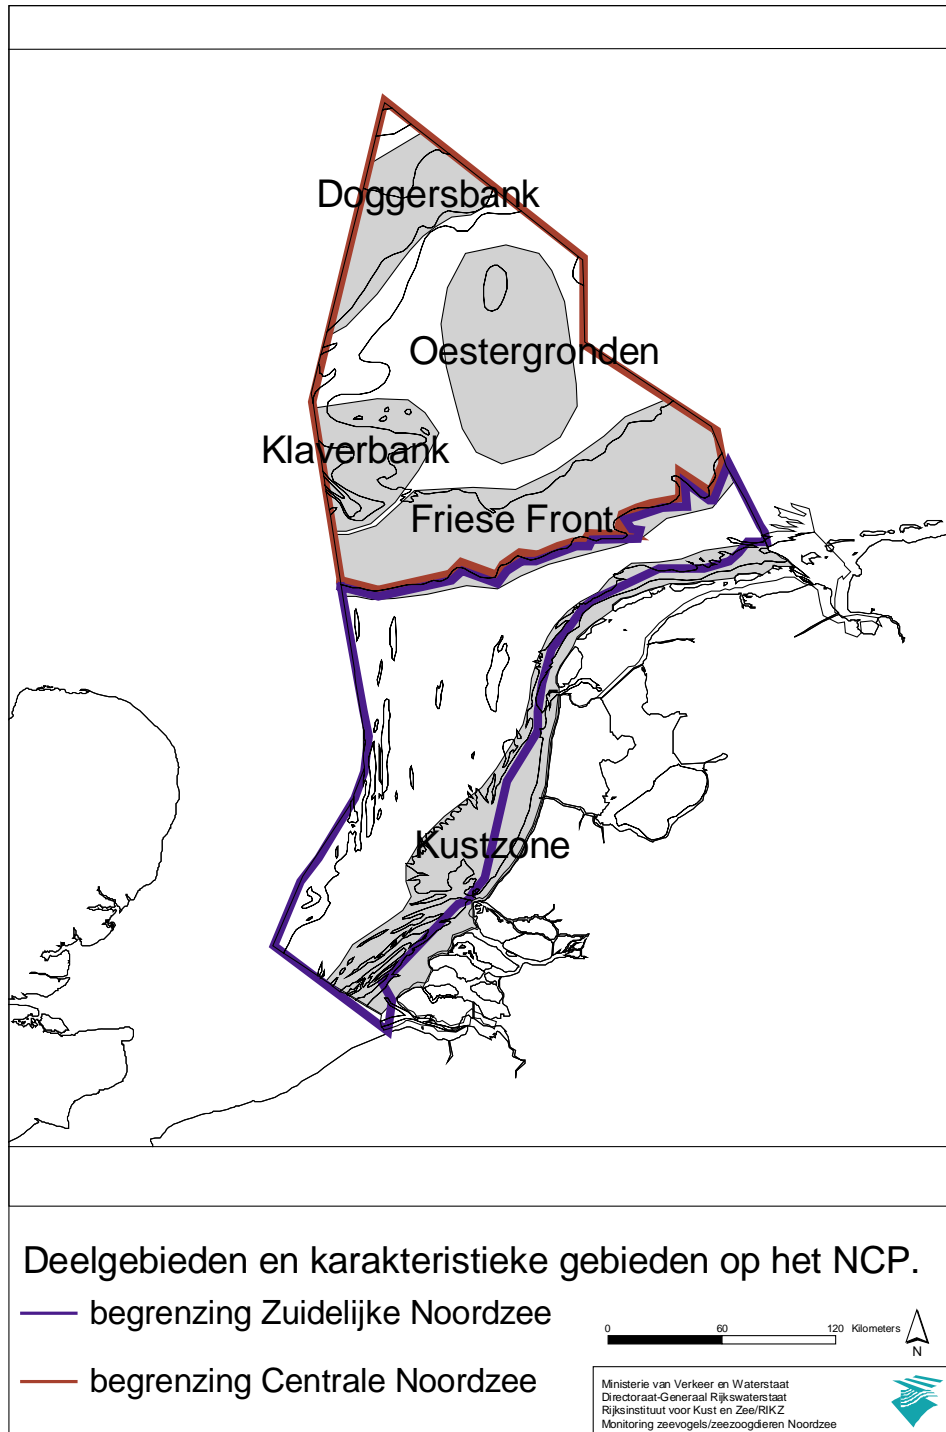 Doggersbank
Oestergronden
Klaverbank
Friese Front
Kustzone
Deelgebieden en karakteristieke gebieden op het NCP.
begrenzing Zuidelijke Noordzee
begrenzing Centrale Noordzee
0 60 120 Kilometers
N
Ministerie van Verkeer en Waterstaat
Directoraat-Generaal Rijkswaterstaat
Rijksinstituut voor Kust en Zee/RIKZ
Monitoring zeevogels/zeezoogdieren Noordzee